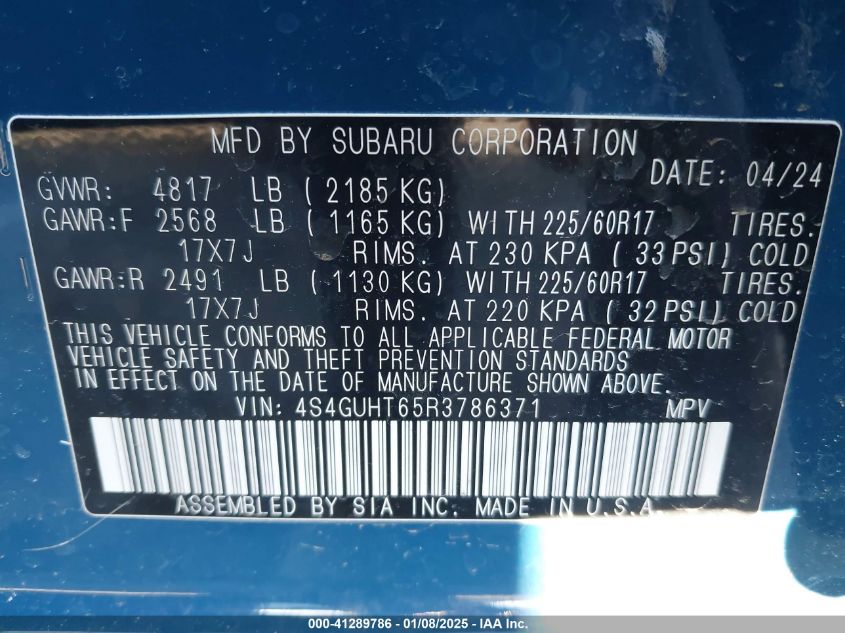 MFD BY SUBARU CORPORATION
DATE: 04/24
GVWR: 4817 LB ( 2185 KG)
GAWR:F 2568 LB ( 1165 KG) WITH 225/60R17 TIRES.
17X7J RIMS. AT 230 KPA ( 33 PSI) COLD
GAWR:R 2491 LB ( 1130 KG) WITH 225/60R17 TIRES.
17X7J RIMS. AT 220 KPA ( 32 PSI) COLD
THIS VEHICLE CONFORMS TO ALL APPLICABLE FEDERAL MOTOR
VEHICLE SAFETY AND THEFT PREVENTION STANDARDS
IN EFFECT ON THE DATE OF MANUFACTURE SHOWN ABOVE.
VIN: 4S4GUHT65R3786371 MPV
ASSEMBLED BY SIA INC. MADE IN U.S.A.
000-41289786 - 01/08/2025 - IAA Inc.